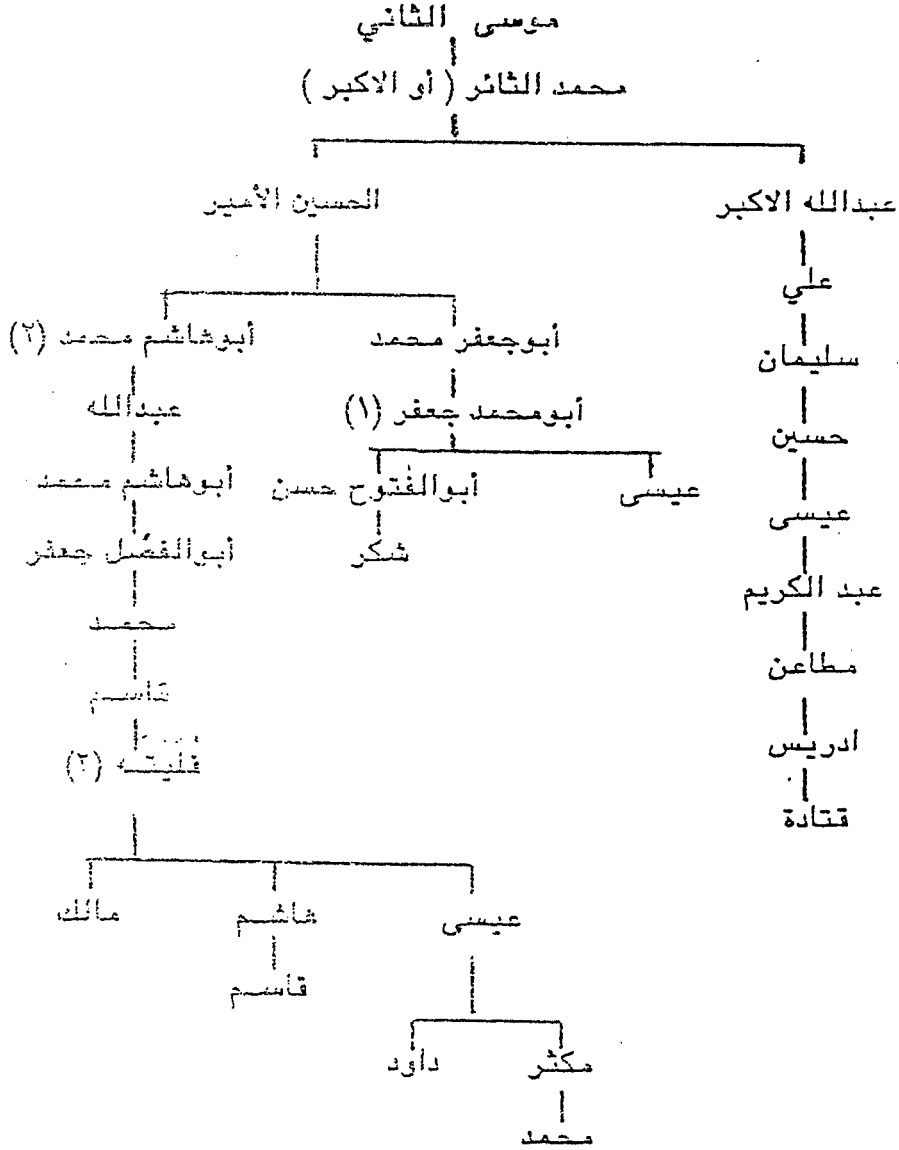 موسى الثاني
محمد الثائر ( أو الاكبر )
عبدالله الاكبر
الحسين الأمير
علي
أبوجعفر محمد
أبوهاشم محمد (٢)
سليمان
أبومحمد جعفر (١)
عبدالله
حسين
عيسى
أبوالفتوح حسن
أبوهاشم محمد
عيسى
شكر
أبوالفضل جعفر
عبد الكريم
محمد
مطاعن
قاسم
ادريس
فليتـه (٢)
قتادة
عيسى
هاشم
مالك
قاسم
مكثر
داود
محمد